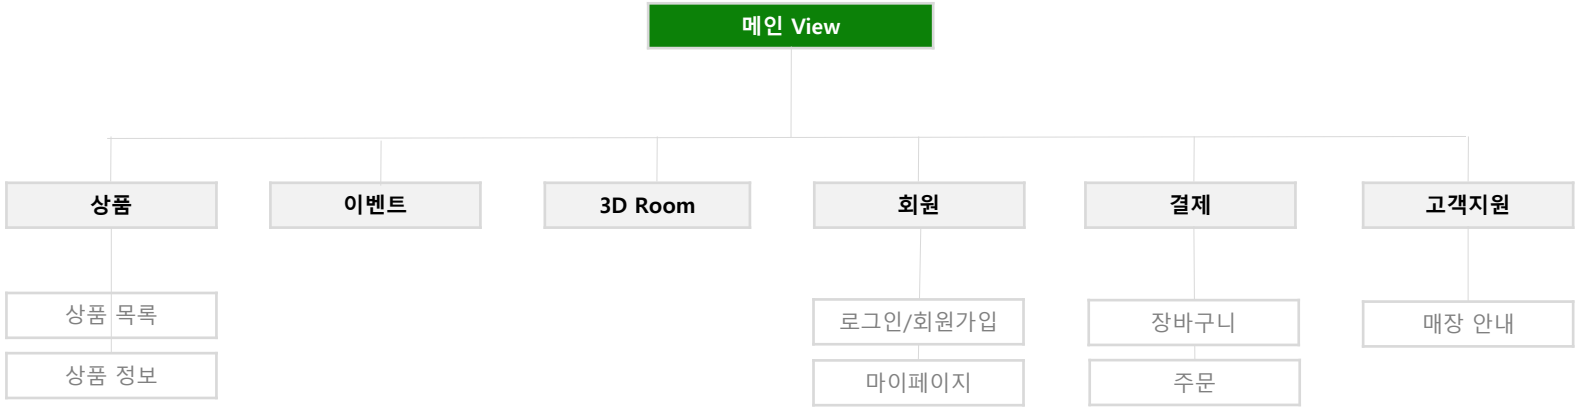 메인 View
상품
이벤트
3D Room
회원
결제
고객지원
상품 목록
로그인/회원가입
장바구니
매장 안내
상품 정보
마이페이지
주문